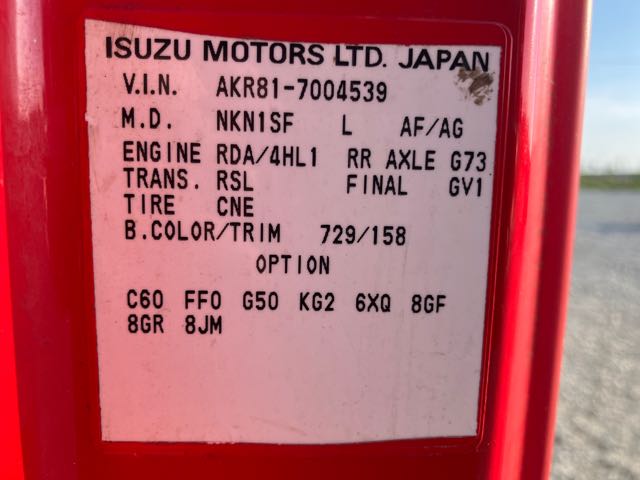 ISUZU MOTORS LTD. JAPAN
V.I.N. AKR81-7004539
M.D. NKN1SF L AF/AG
ENGINE RDA/4HL1 RR AXLE G73
TRANS. RSL FINAL GV1
TIRE CNE
B.COLOR/TRIM 729/158
OPTION
C60 FF0 G50 KG2 6XQ 8GF
8GR 8JM